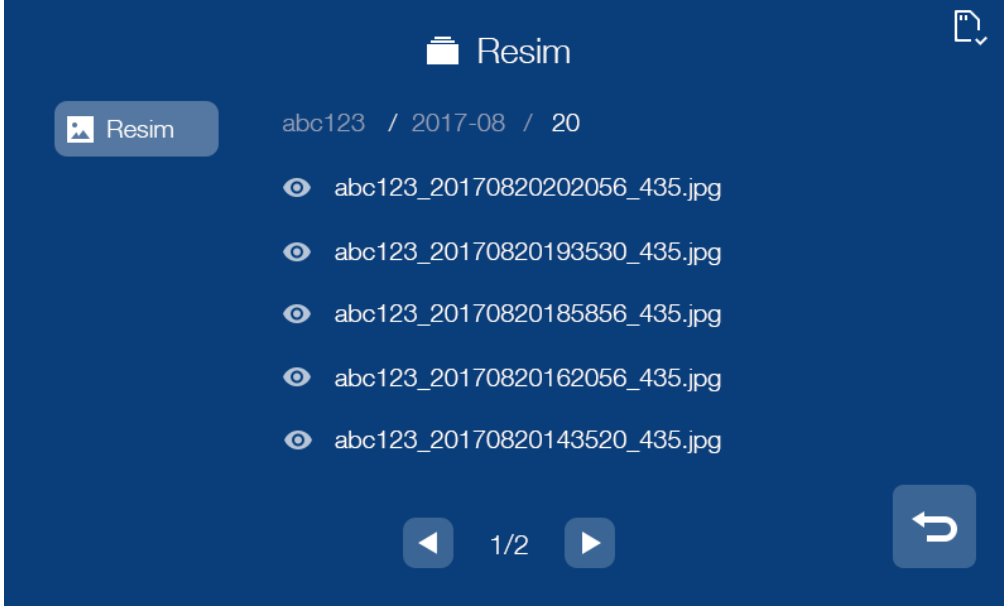 Resim
Resim
abc123 / 2017-08 / 20
abc123_20170820202056_435.jpg
abc123_20170820193530_435.jpg
abc123_20170820185856_435.jpg
abc123_20170820162056_435.jpg
abc123_20170820143520_435.jpg
1/2